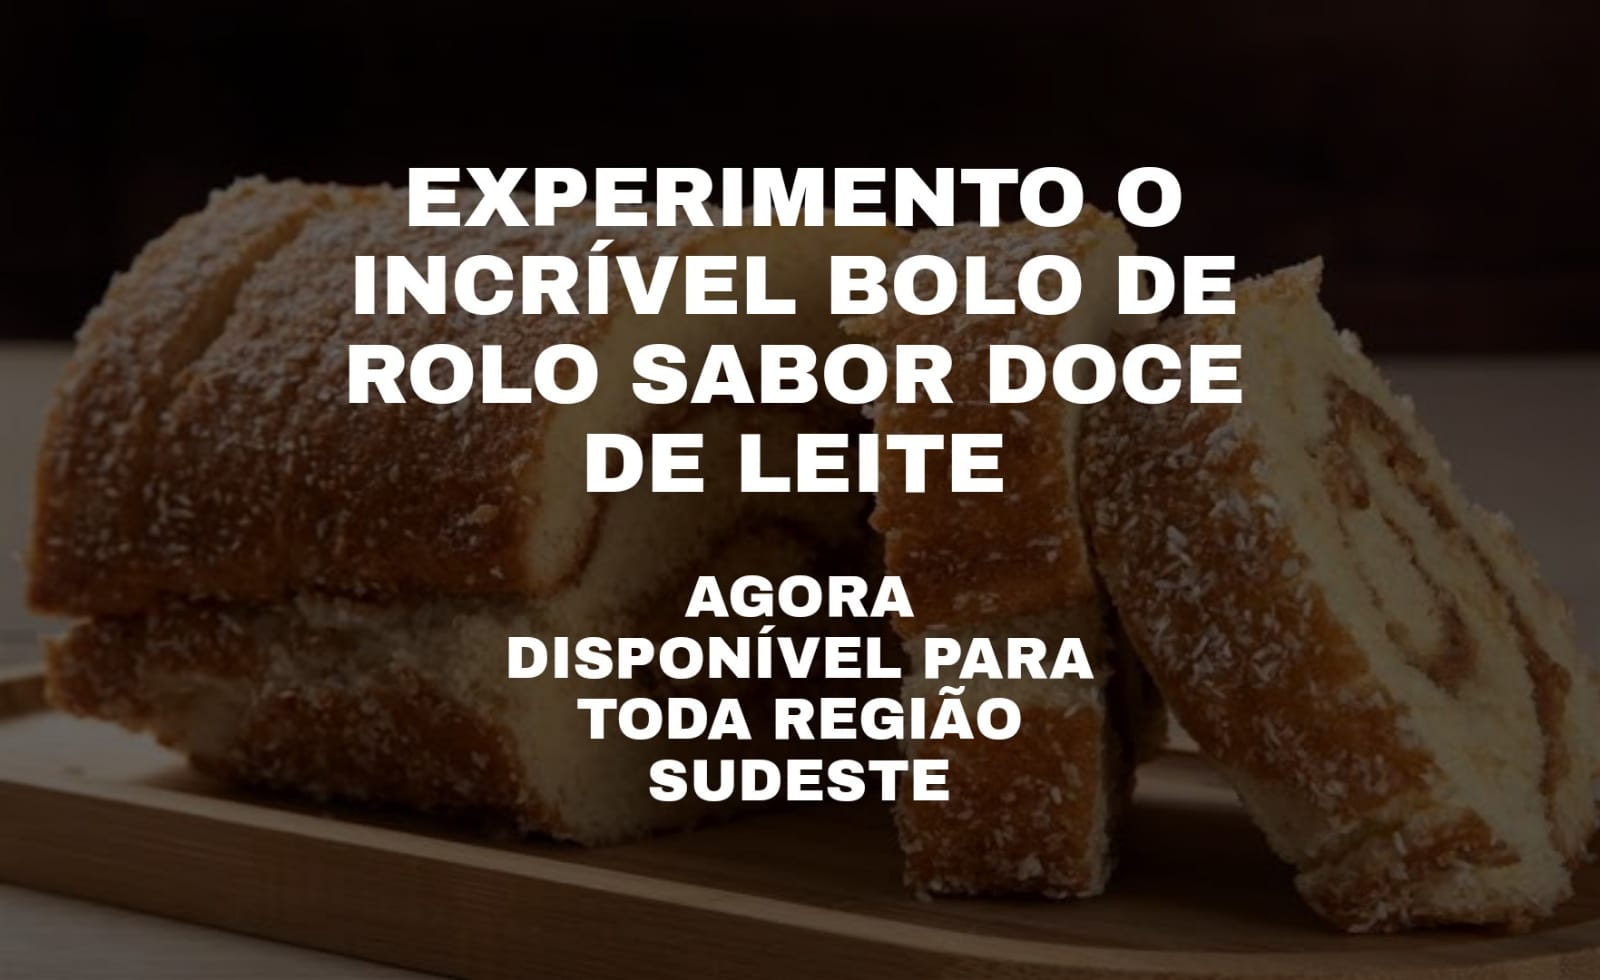 EXPERIMENTO O
INCRÍVEL BOLO DE
ROLO SABOR DOCE
DE LEITE
AGORA
DISPONÍVEL PARA
TODA REGIÃO
SUDESTE